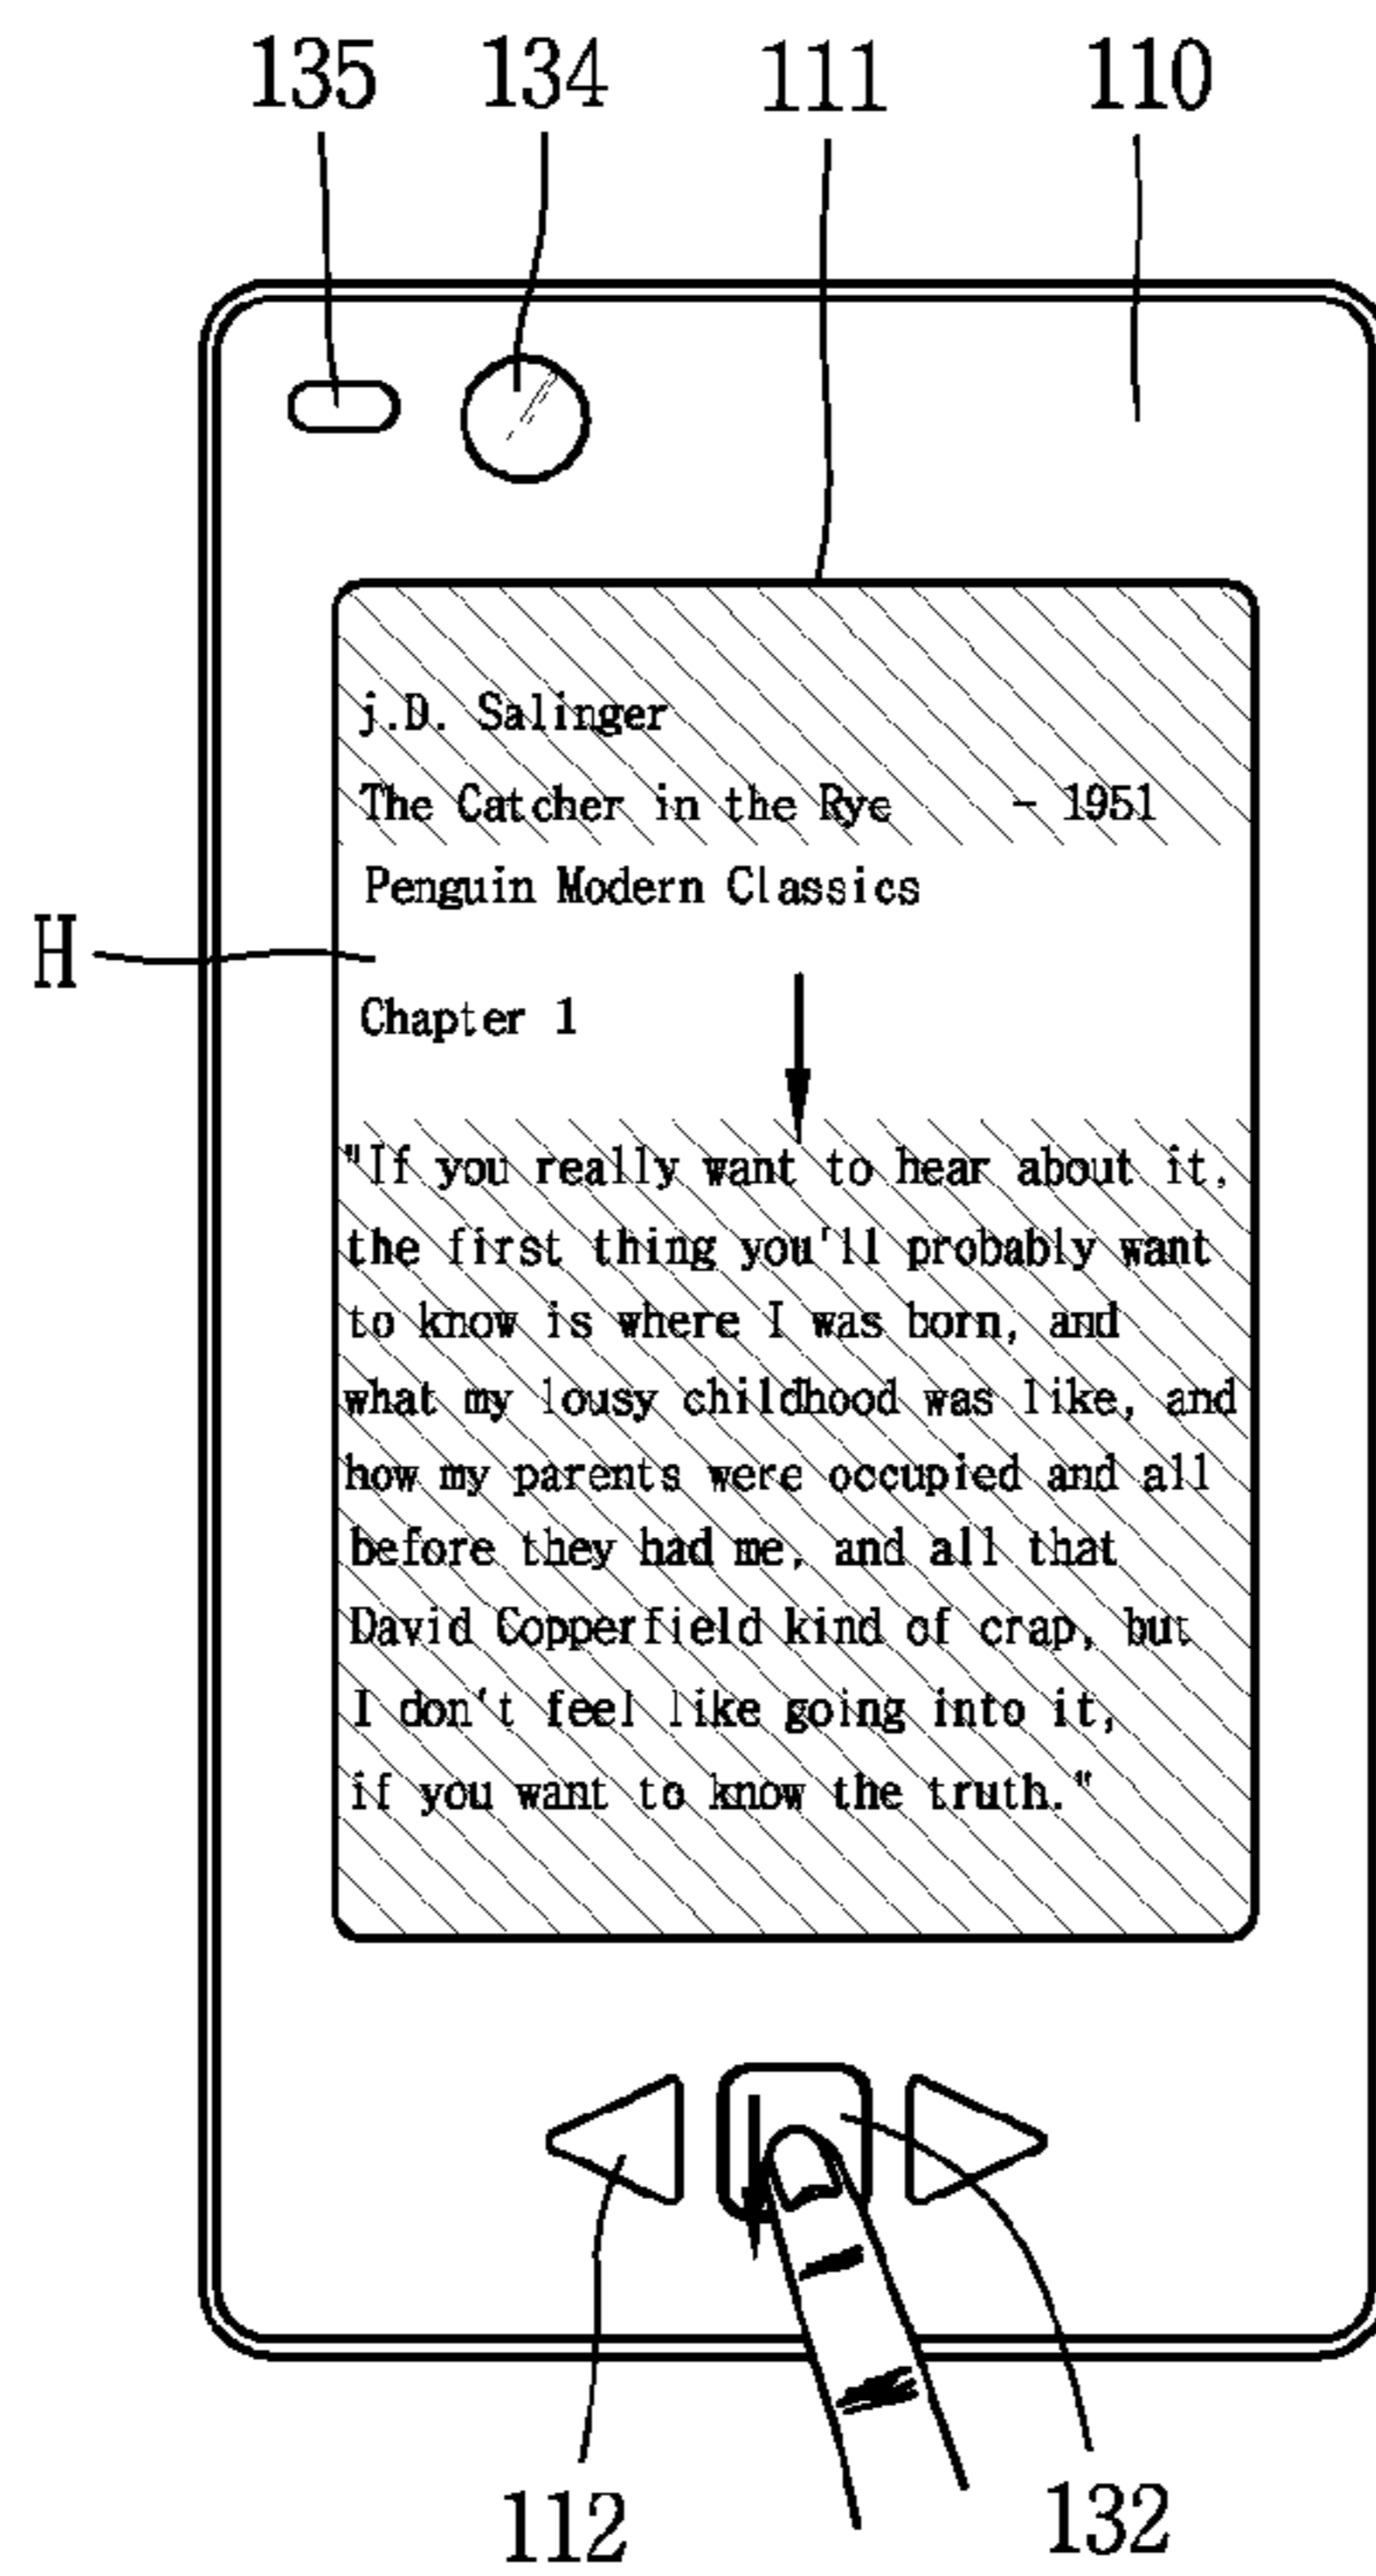 135 134 111 110
j.D. Salinger
The Catcher in the Rye - 1951
Penguin Modern Classics
H
Chapter 1
"If you really want to hear about it,
the first thing you'll probably want
to know is where I was born, and
what my lousy childhood was like, and
how my parents were occupied and all
before they had me, and all that
David Copperfield kind of crap, but
I don't feel like going into it,
if you want to know the truth."
112 132